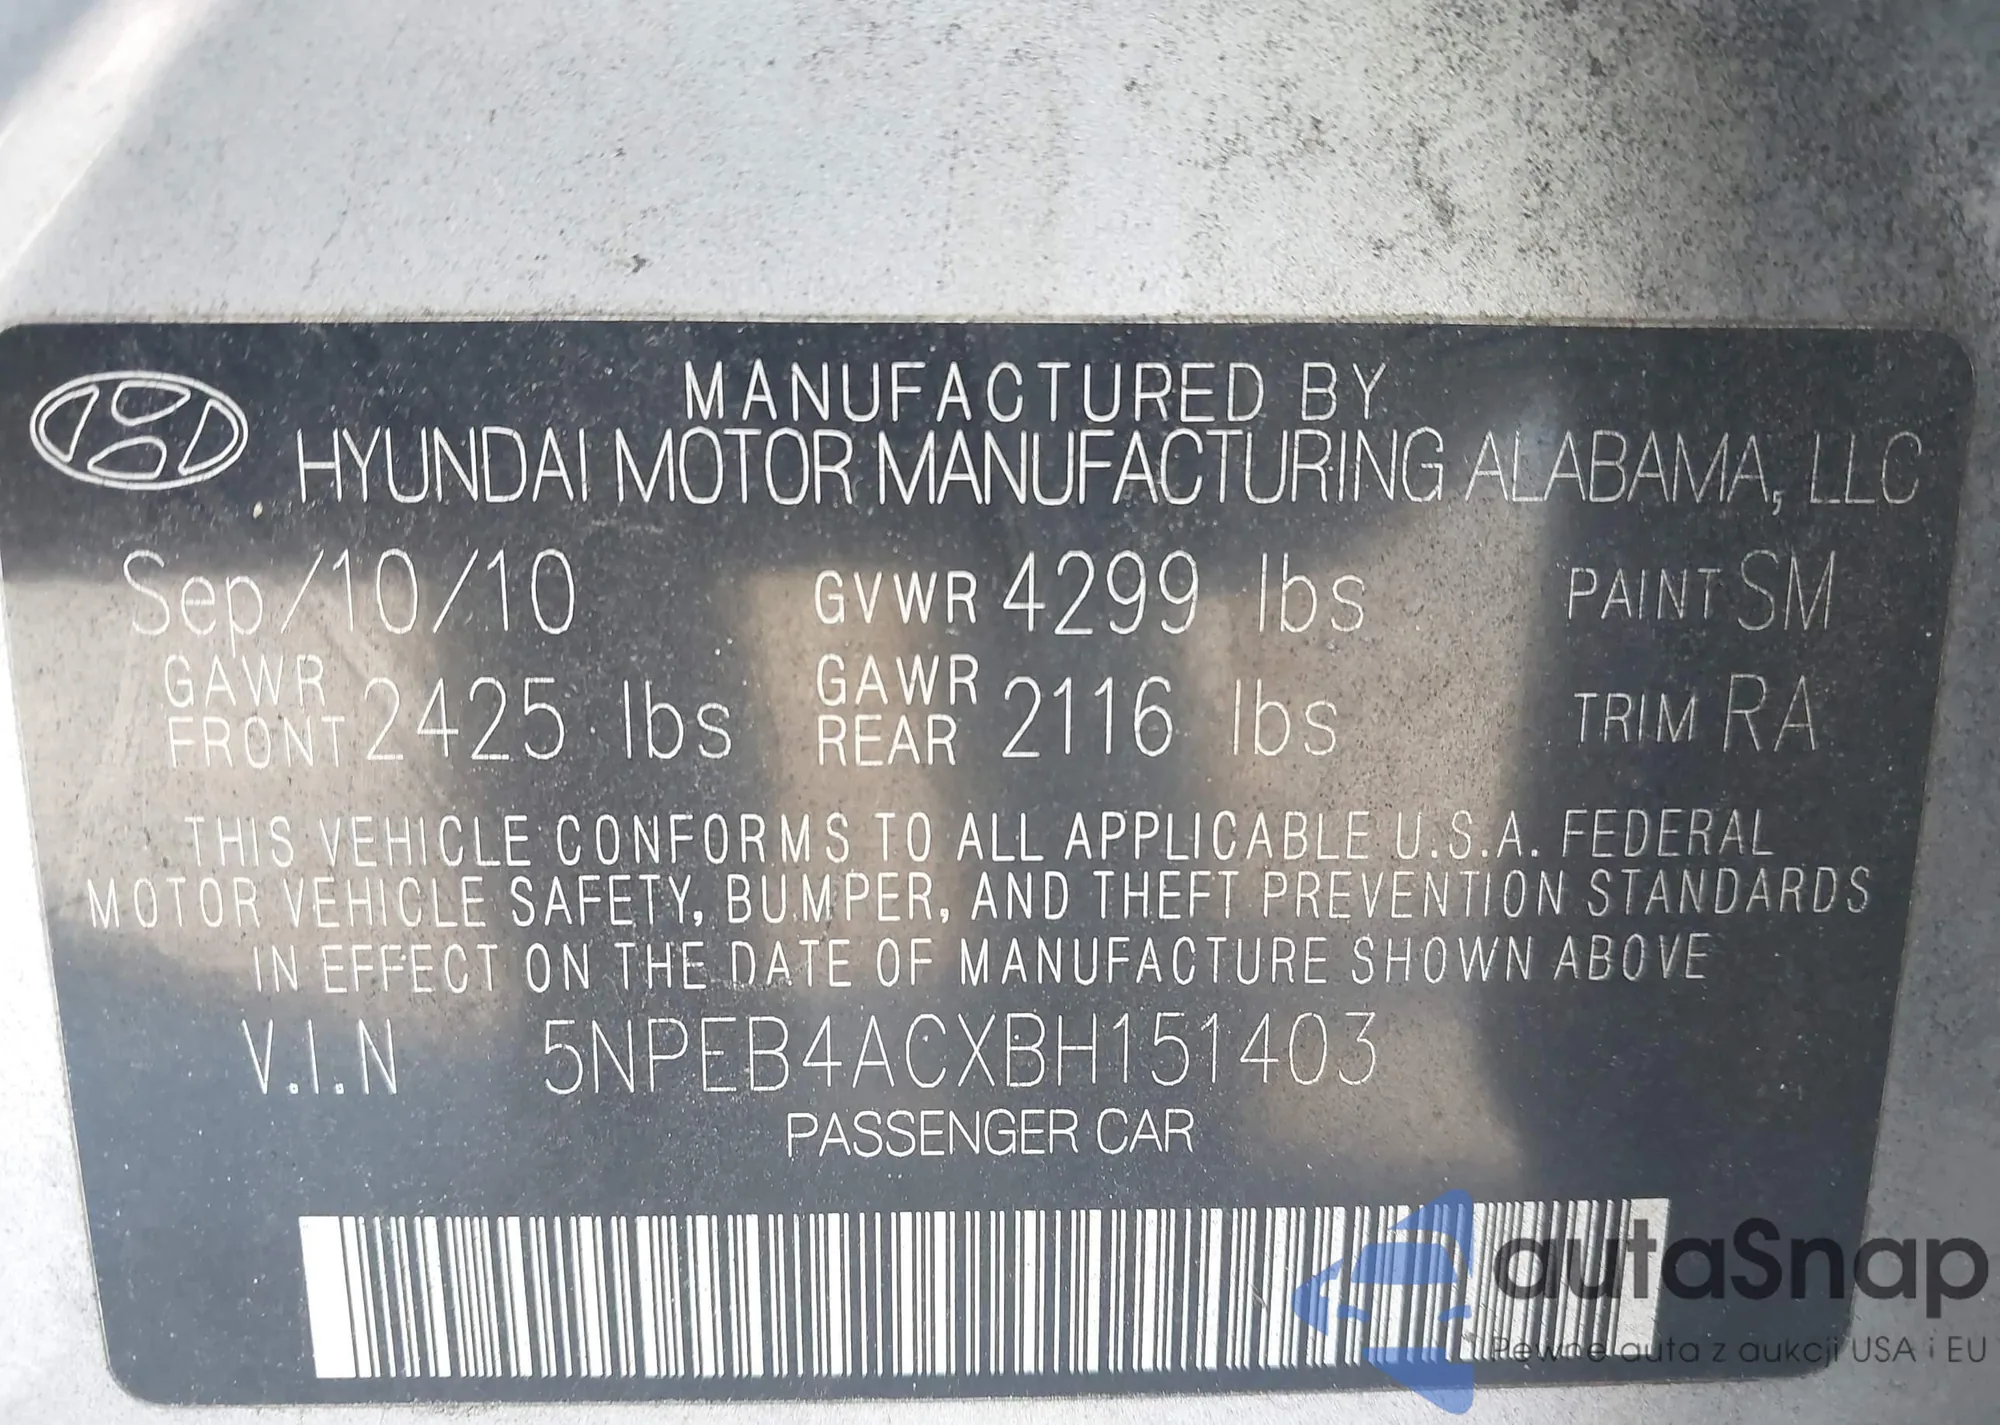 MANUFACTURED BY
HYUNDAI MOTOR MANUFACTURING ALABAMA, LLC
Sep/10/10 GVWR 4299 lbs PAINT SM
GAWR FRONT 2425 lbs GAWR REAR 2116 lbs TRIM RA
THIS VEHICLE CONFORMS TO ALL APPLICABLE U.S.A. FEDERAL
MOTOR VEHICLE SAFETY, BUMPER, AND THEFT PREVENTION STANDARDS
IN EFFECT ON THE DATE OF MANUFACTURE SHOWN ABOVE
V.I.N 5NPEB4ACXBH151403
PASSENGER CAR
autaSnap
Pewne auta z aukcji USA i EU